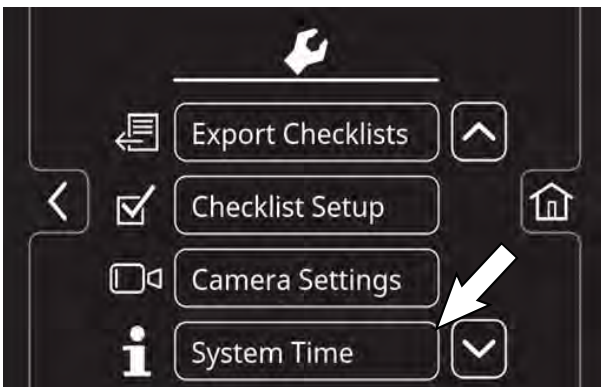 Export Checklists
Checklist Setup
Camera Settings
System Time